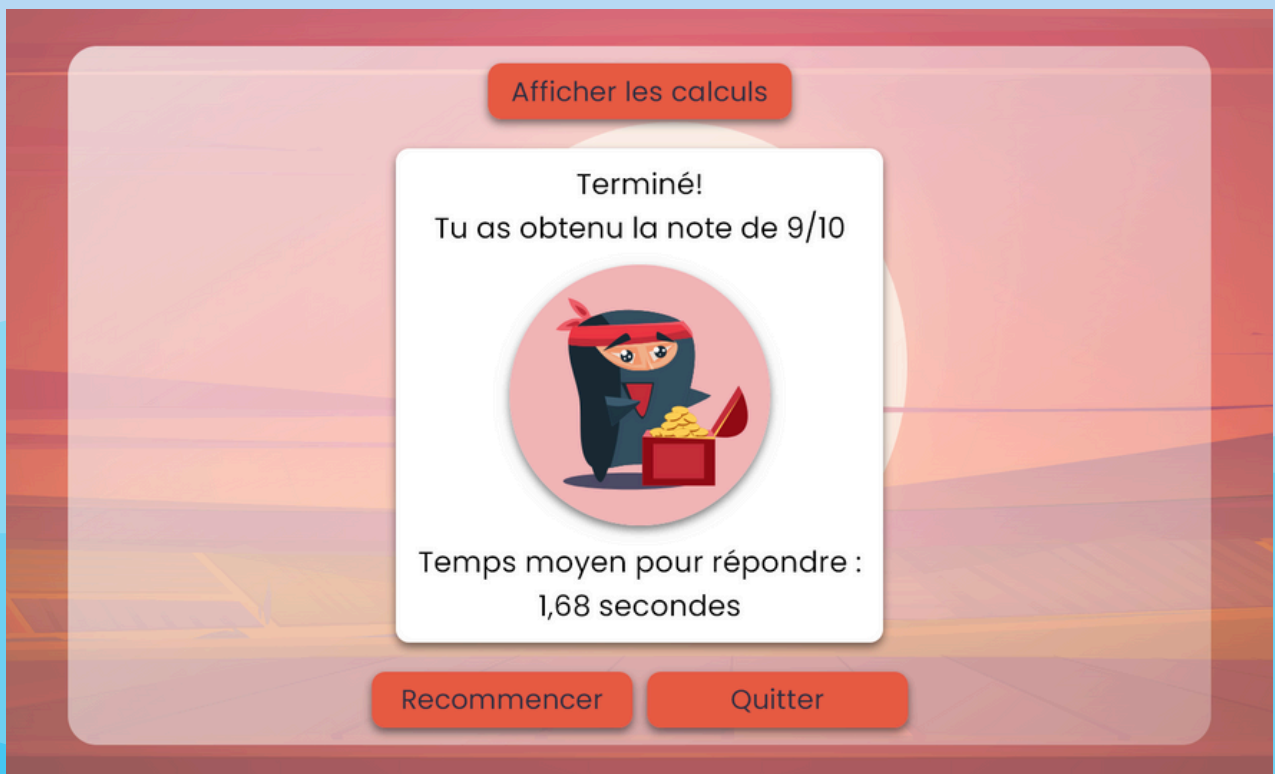 Afficher les calculs
Terminé!
Tu as obtenu la note de 9/10
Temps moyen pour répondre :
1,68 secondes
Recommencer
Quitter